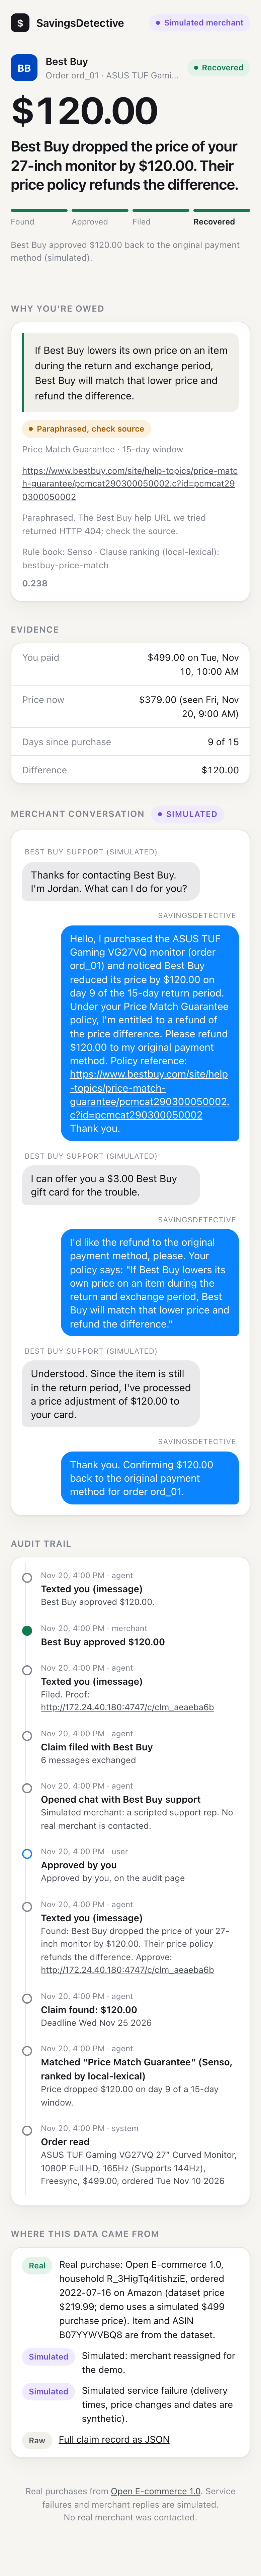 $ SavingsDetective
Simulated merchant
BB
Best Buy
Order ord_01 · ASUS TUF Gami...
Recovered
$120.00
Best Buy dropped the price of your
27-inch monitor by $120.00. Their
price policy refunds the difference.
Found Approved Filed Recovered
Best Buy approved $120.00 back to the original payment
method (simulated).
WHY YOU'RE OWED
If Best Buy lowers its own price on an item
during the return and exchange period,
Best Buy will match that lower price and
refund the difference.
Paraphrased, check source
Price Match Guarantee · 15-day window
https://www.bestbuy.com/site/help-topics/price-matc
h-guarantee/pcmcat290300050002.c?id=pcmcat29
0300050002
Paraphrased. The Best Buy help URL we tried
returned HTTP 404; check the source.
Rule book: Senso · Clause ranking (local-lexical):
bestbuy-price-match
0.238
EVIDENCE
You paid $499.00 on Tue, Nov
10, 10:00 AM
Price now $379.00 (seen Fri, Nov
20, 9:00 AM)
Days since purchase 9 of 15
Difference $120.00
MERCHANT CONVERSATION SIMULATED
BEST BUY SUPPORT (SIMULATED)
Thanks for contacting Best Buy.
I'm Jordan. What can I do for you?
SAVINGSDETECTIVE
Hello, I purchased the ASUS TUF
Gaming VG27VQ monitor (order
ord_01) and noticed Best Buy
reduced its price by $120.00 on
day 9 of the 15-day return period.
Under your Price Match Guarantee
policy, I'm entitled to a refund of
the price difference. Please refund
$120.00 to my original payment
method. Policy reference:
https://www.bestbuy.com/site/help
-topics/price-match-
guarantee/pcmcat290300050002.
c?id=pcmcat290300050002
Thank you.
BEST BUY SUPPORT (SIMULATED)
I can offer you a $3.00 Best Buy
gift card for the trouble.
SAVINGSDETECTIVE
I'd like the refund to the original
payment method, please. Your
policy says: "If Best Buy lowers its
own price on an item during the
return and exchange period, Best
Buy will match that lower price and
refund the difference."
BEST BUY SUPPORT (SIMULATED)
Understood. Since the item is still
in the return period, I've processed
a price adjustment of $120.00 to
your card.
SAVINGSDETECTIVE
Thank you. Confirming $120.00
back to the original payment
method for order ord_01.
AUDIT TRAIL
Nov 20, 4:00 PM · agent
Texted you (imessage)
Best Buy approved $120.00.
Nov 20, 4:00 PM · merchant
Best Buy approved $120.00
Nov 20, 4:00 PM · agent
Texted you (imessage)
Filed. Proof:
http://172.24.40.180:4747/c/clm_aeaeba6b
Nov 20, 4:00 PM · agent
Claim filed with Best Buy
6 messages exchanged
Nov 20, 4:00 PM · agent
Opened chat with Best Buy support
Simulated merchant: a scripted support rep. No
real merchant is contacted.
Nov 20, 4:00 PM · user
Approved by you
Approved by you, on the audit page
Nov 20, 4:00 PM · agent
Texted you (imessage)
Found: Best Buy dropped the price of your 27-
inch monitor by $120.00. Their price policy
refunds the difference. Approve:
http://172.24.40.180:4747/c/clm_aeaeba6b
Nov 20, 4:00 PM · agent
Claim found: $120.00
Deadline Wed Nov 25 2026
Nov 20, 4:00 PM · agent
Matched "Price Match Guarantee" (Senso,
ranked by local-lexical)
Price dropped $120.00 on day 9 of a 15-day
window.
Nov 20, 4:00 PM · system
Order read
ASUS TUF Gaming VG27VQ 27" Curved Monitor,
1080P Full HD, 165Hz (Supports 144Hz),
Freesync, $499.00, ordered Tue Nov 10 2026
WHERE THIS DATA CAME FROM
Real Real purchase: Open E-commerce 1.0,
household R_3HigTq4itishziE, ordered
2022-07-16 on Amazon (dataset price
$219.99; demo uses a simulated $499
purchase price). Item and ASIN
B07YYWVBQ8 are from the dataset.
Simulated Simulated: merchant reassigned for
the demo.
Simulated Simulated service failure (delivery
times, price changes and dates are
synthetic).
Raw Full claim record as JSON
Real purchases from Open E-commerce 1.0. Service
failures and merchant replies are simulated.
No real merchant was contacted.